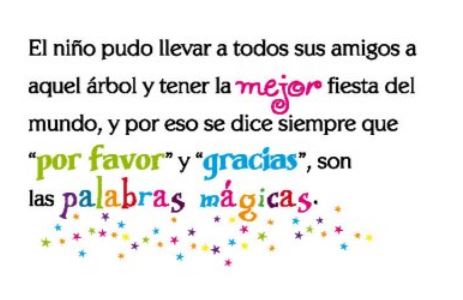 El niño pudo llevar a todos sus amigos a
aquel árbol y tener la mejor fiesta del
mundo, y por eso se dice siempre que
“por favor” y “gracias”, son
las palabras mágicas.